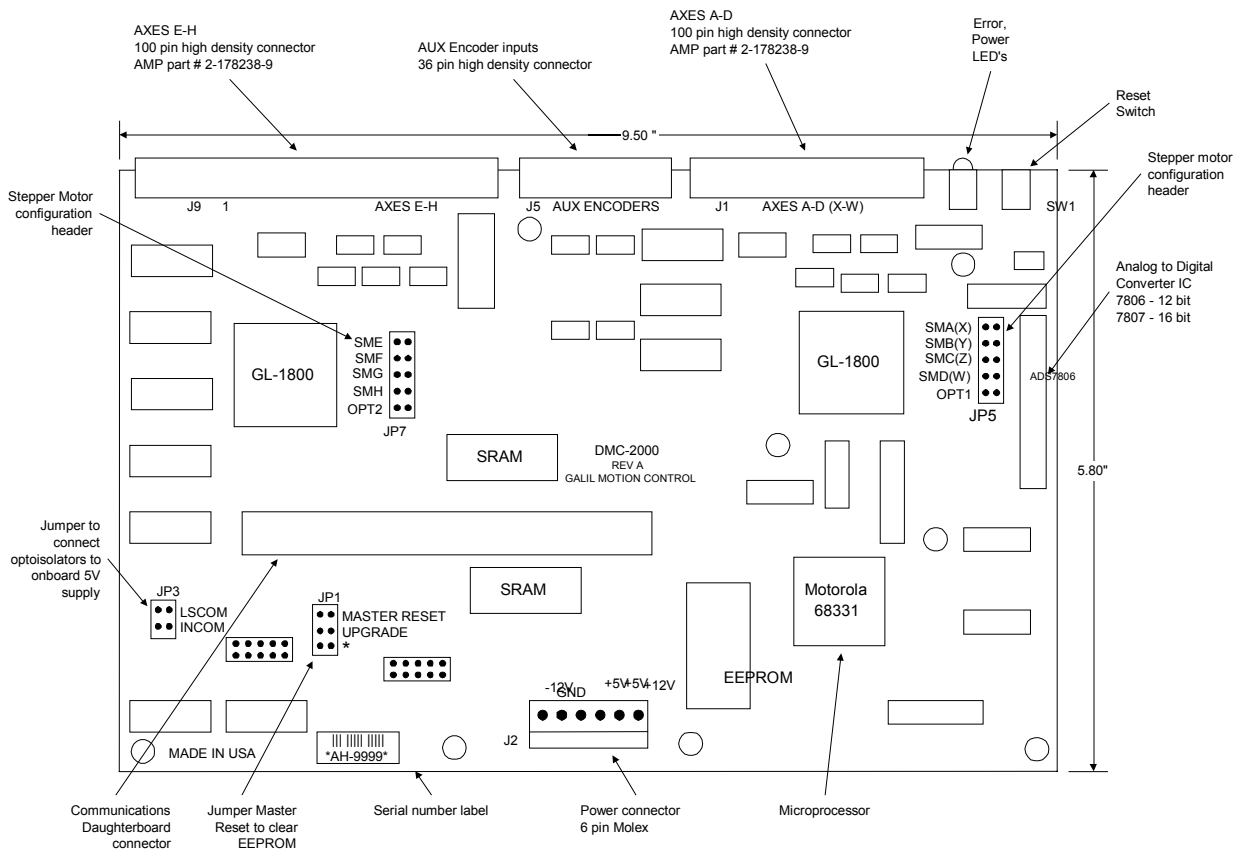 AXES E-H
100 pin high density connector
AMP part # 2-178238-9
AUX Encoder inputs
36 pin high density connector
AXES A-D
100 pin high density connector
AMP part # 2-178238-9
Error,
Power
LED's
Reset
Switch
9.50 "
Stepper motor
configuration
header
Stepper Motor
configuration
header
J9 1 AXES E-H
J5 AUX ENCODERS
J1 AXES A-D (X-W)
SW1
Analog to Digital
Converter IC
7806 - 12 bit
7807 - 16 bit
GL-1800
SME
SMF
SMG
SMH
OPT2
JP7
GL-1800
SMA(X)
SMB(Y)
SMC(Z)
SMD(W)
OPT1
JP5
ADS7806
SRAM
DMC-2000
REV A
GALIL MOTION CONTROL
5.80"
Jumper to
connect
optoisolators to
onboard 5V
supply
JP3
LSCOM
INCOM
JP1
MASTER RESET
UPGRADE
*
SRAM
Motorola
68331
EEPROM
-12V
GND
+5V
+5V
+12V
J2
MADE IN USA
*AH-9999*
Communications
Daughterboard
connector
Jumper Master
Reset to clear
EEPROM
Serial number label
Power connector
6 pin Molex
Microprocessor